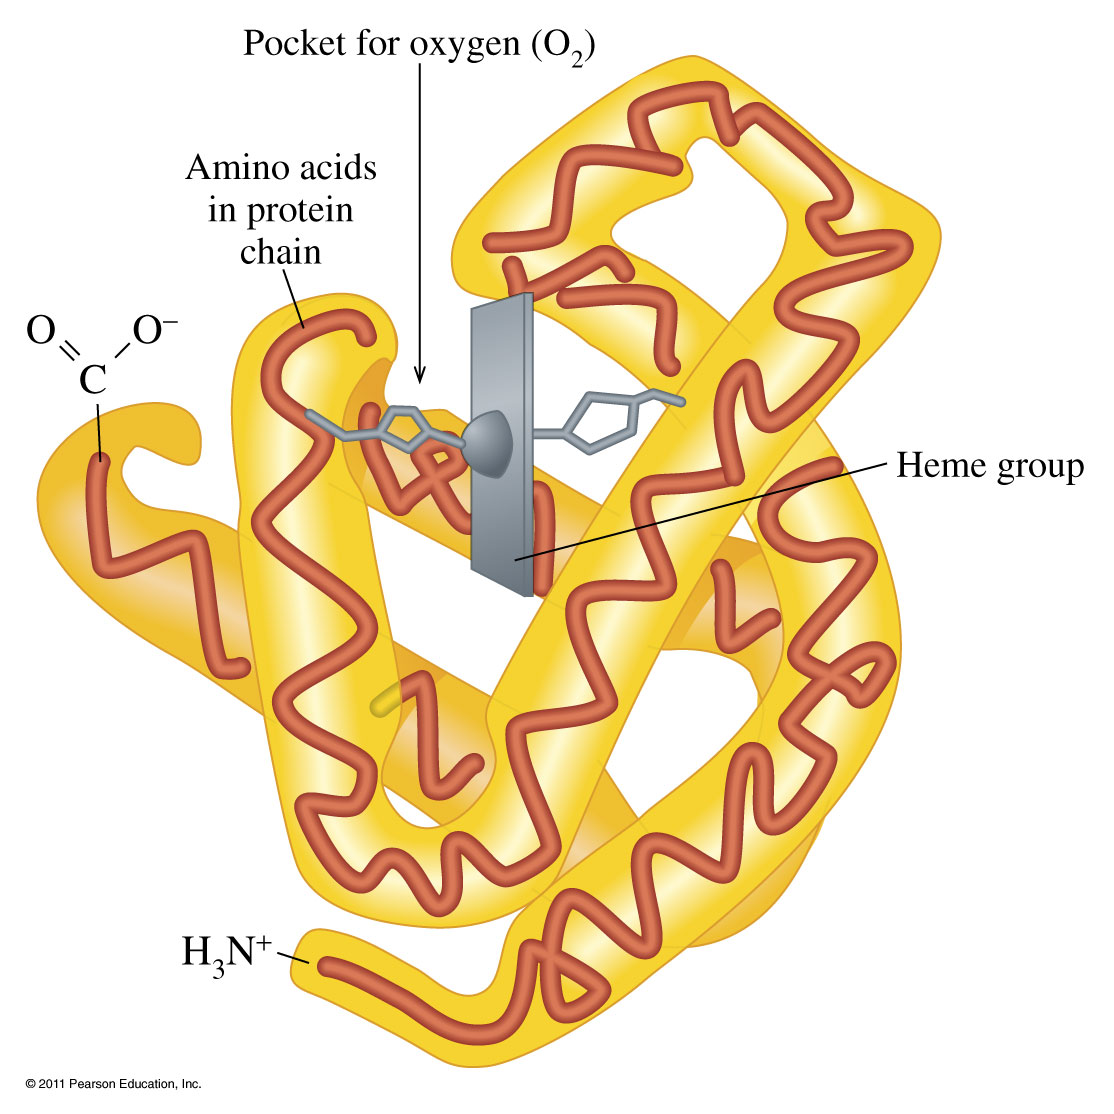 Pocket for oxygen (O₂)
Amino acids
in protein
chain
O
O⁻
C
Heme group
H₃N⁺
© 2011 Pearson Education, Inc.